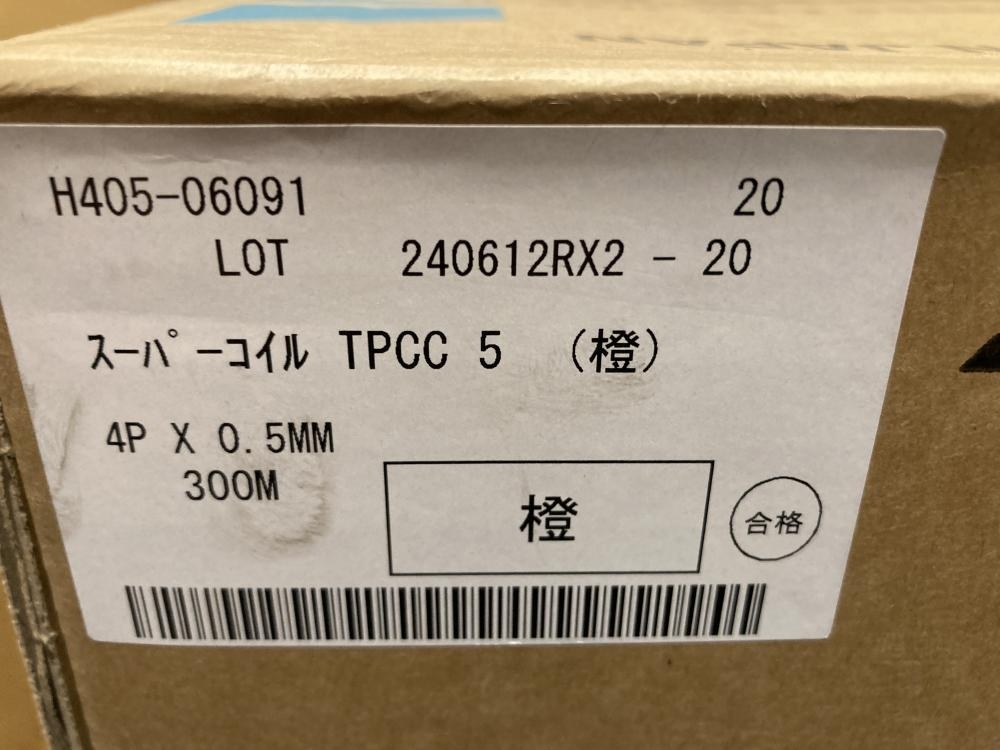 H405-06091 20
LOT 240612RX2 - 20
ｽｰﾊﾟｰｺｲﾙ TPCC 5 (橙)
4P X 0.5MM
300M
橙
合格